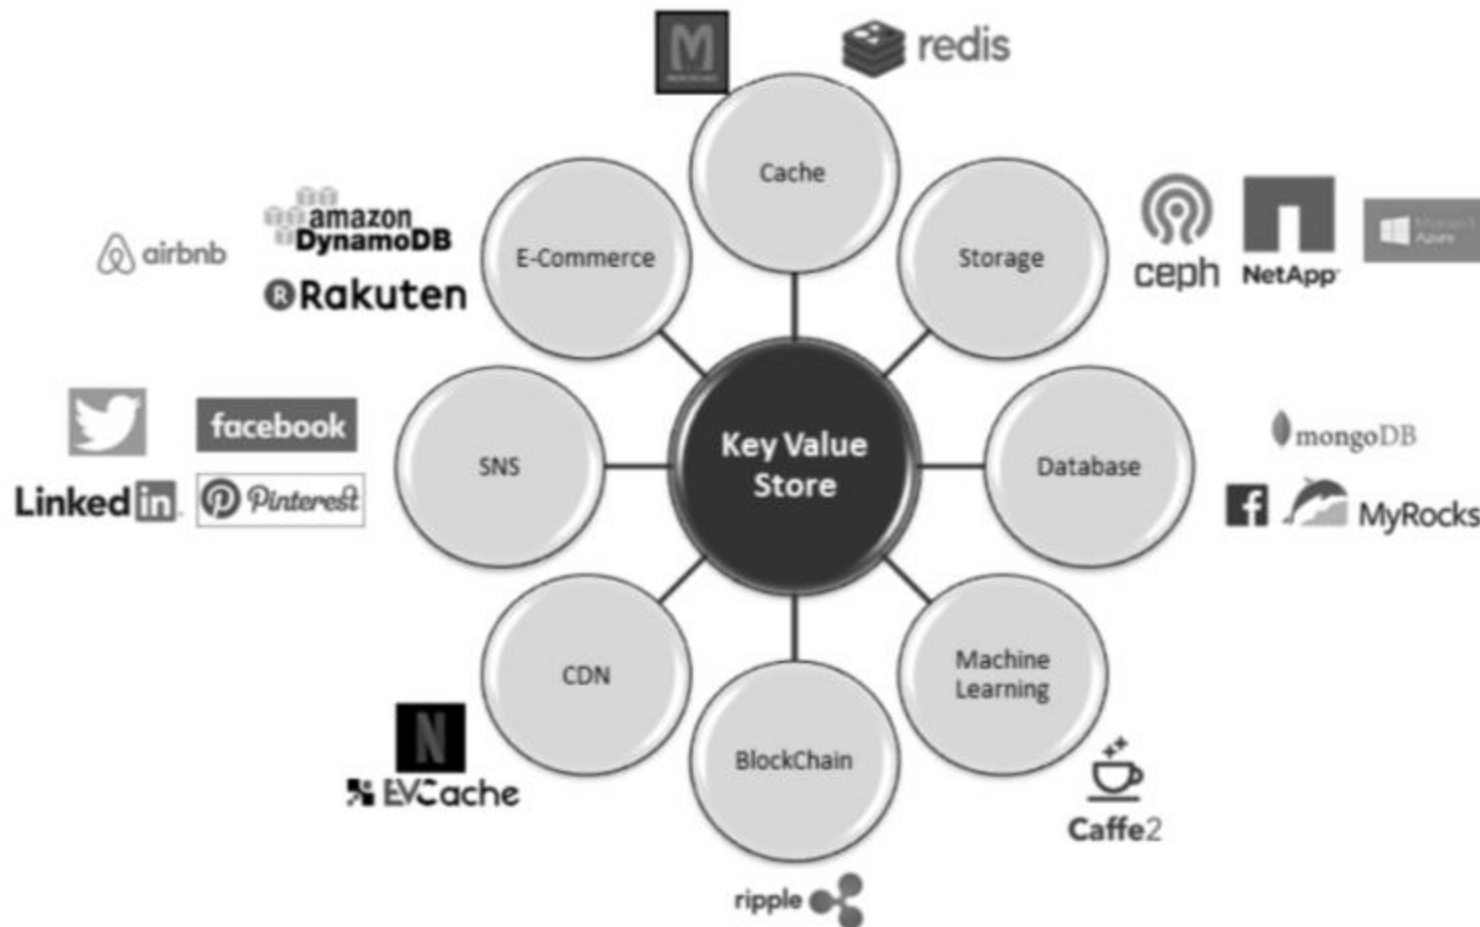 redis
Cache
amazon
DynamoDB
airbnb
Rakuten
E-Commerce
Storage
ceph
NetApp
Azure
facebook
Linked in
Pinterest
SNS
Key Value
Store
Database
mongoDB
MyRocks
CDN
N
EVCache
Machine
Learning
BlockChain
Caffe2
ripple